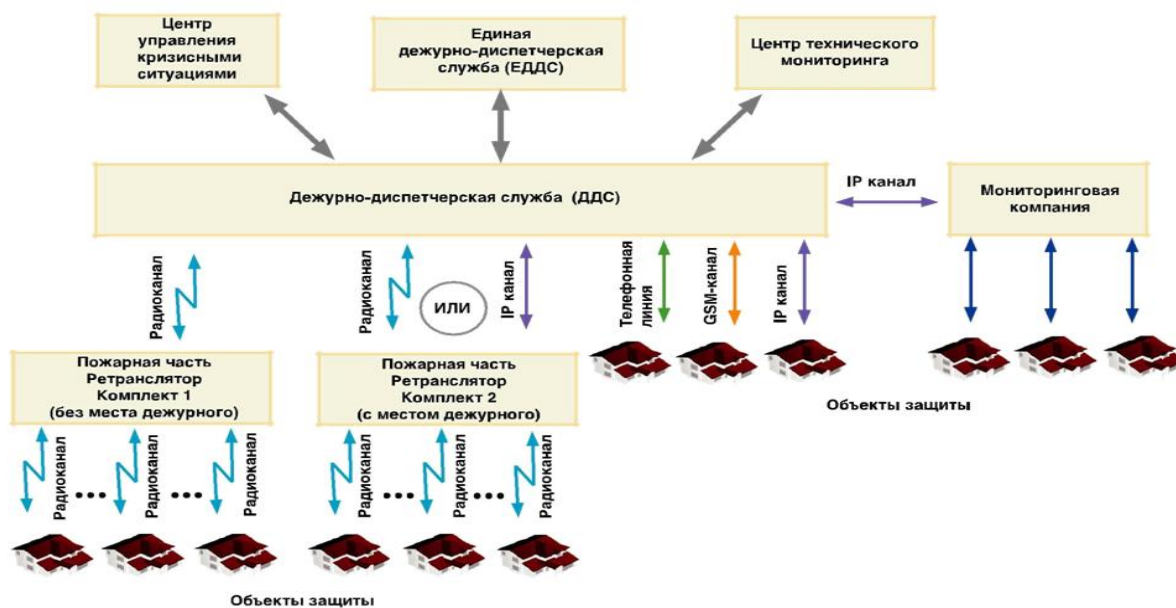 Центр
управления
кризисными
ситуациями
Единая
дежурно-диспетчерская
служба (ЕДДС)
Центр технического
мониторинга
Дежурно-диспетчерская служба (ДДС)
IP канал
Мониторинговая
компания
Радиоканал
Радиоканал
ИЛИ
IP канал
Телефонная
линия
GSM-канал
IP канал
Пожарная часть
Ретранслятор
Комплект 1
(без места дежурного)
Пожарная часть
Ретранслятор
Комплект 2
(с местом дежурного)
Объекты защиты
Радиоканал
Радиоканал
Радиоканал
Радиоканал
Радиоканал
Радиоканал
Объекты защиты